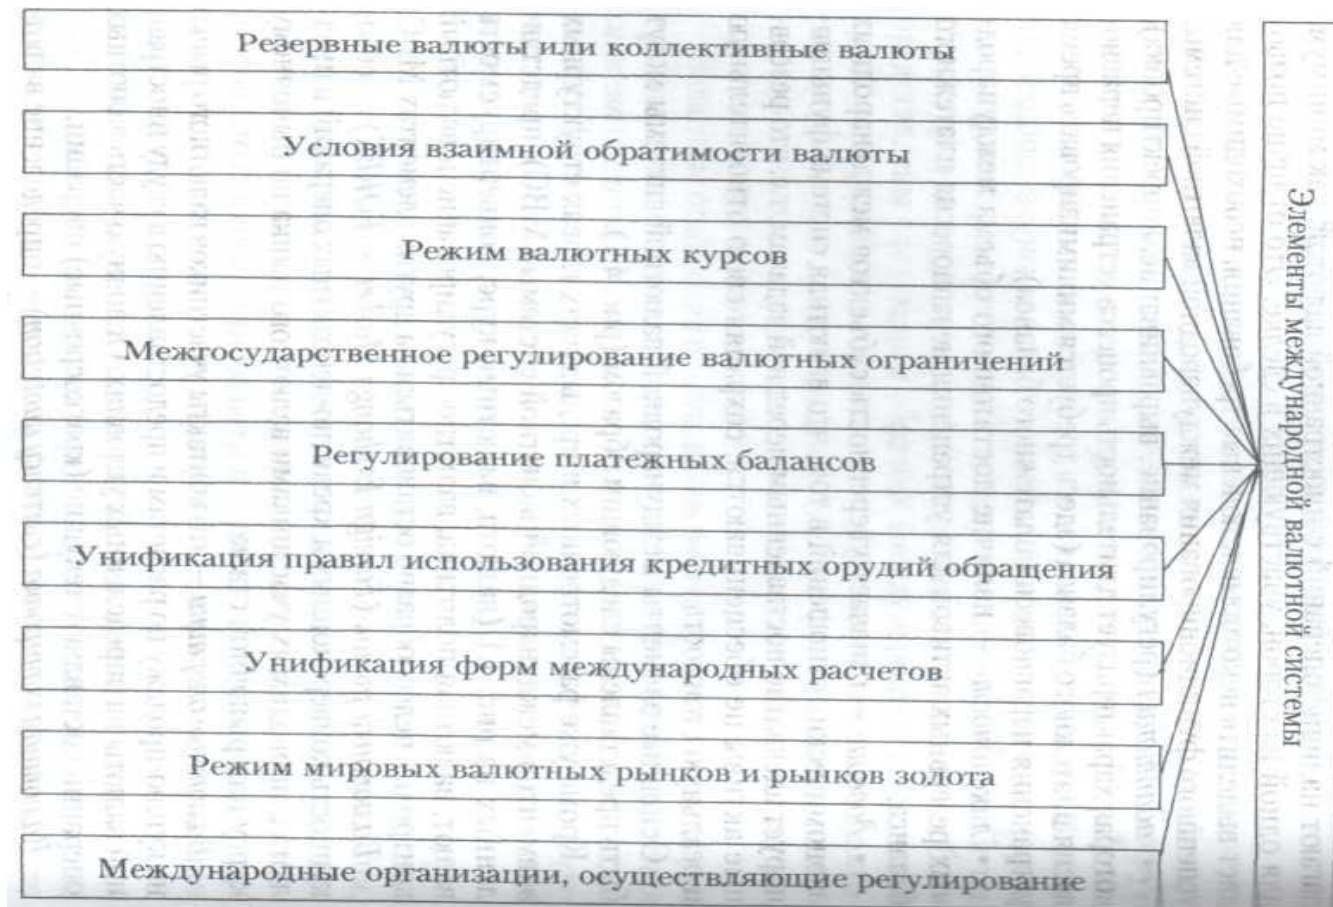 Резервные валюты или коллективные валюты
Условия взаимной обратимости валюты
Режим валютных курсов
Межгосударственное регулирование валютных ограничений
Регулирование платежных балансов
Унификация правил использования кредитных орудий обращения
Унификация форм международных расчетов
Режим мировых валютных рынков и рынков золота
Международные организации, осуществляющие регулирование
Элементы международной валютной системы